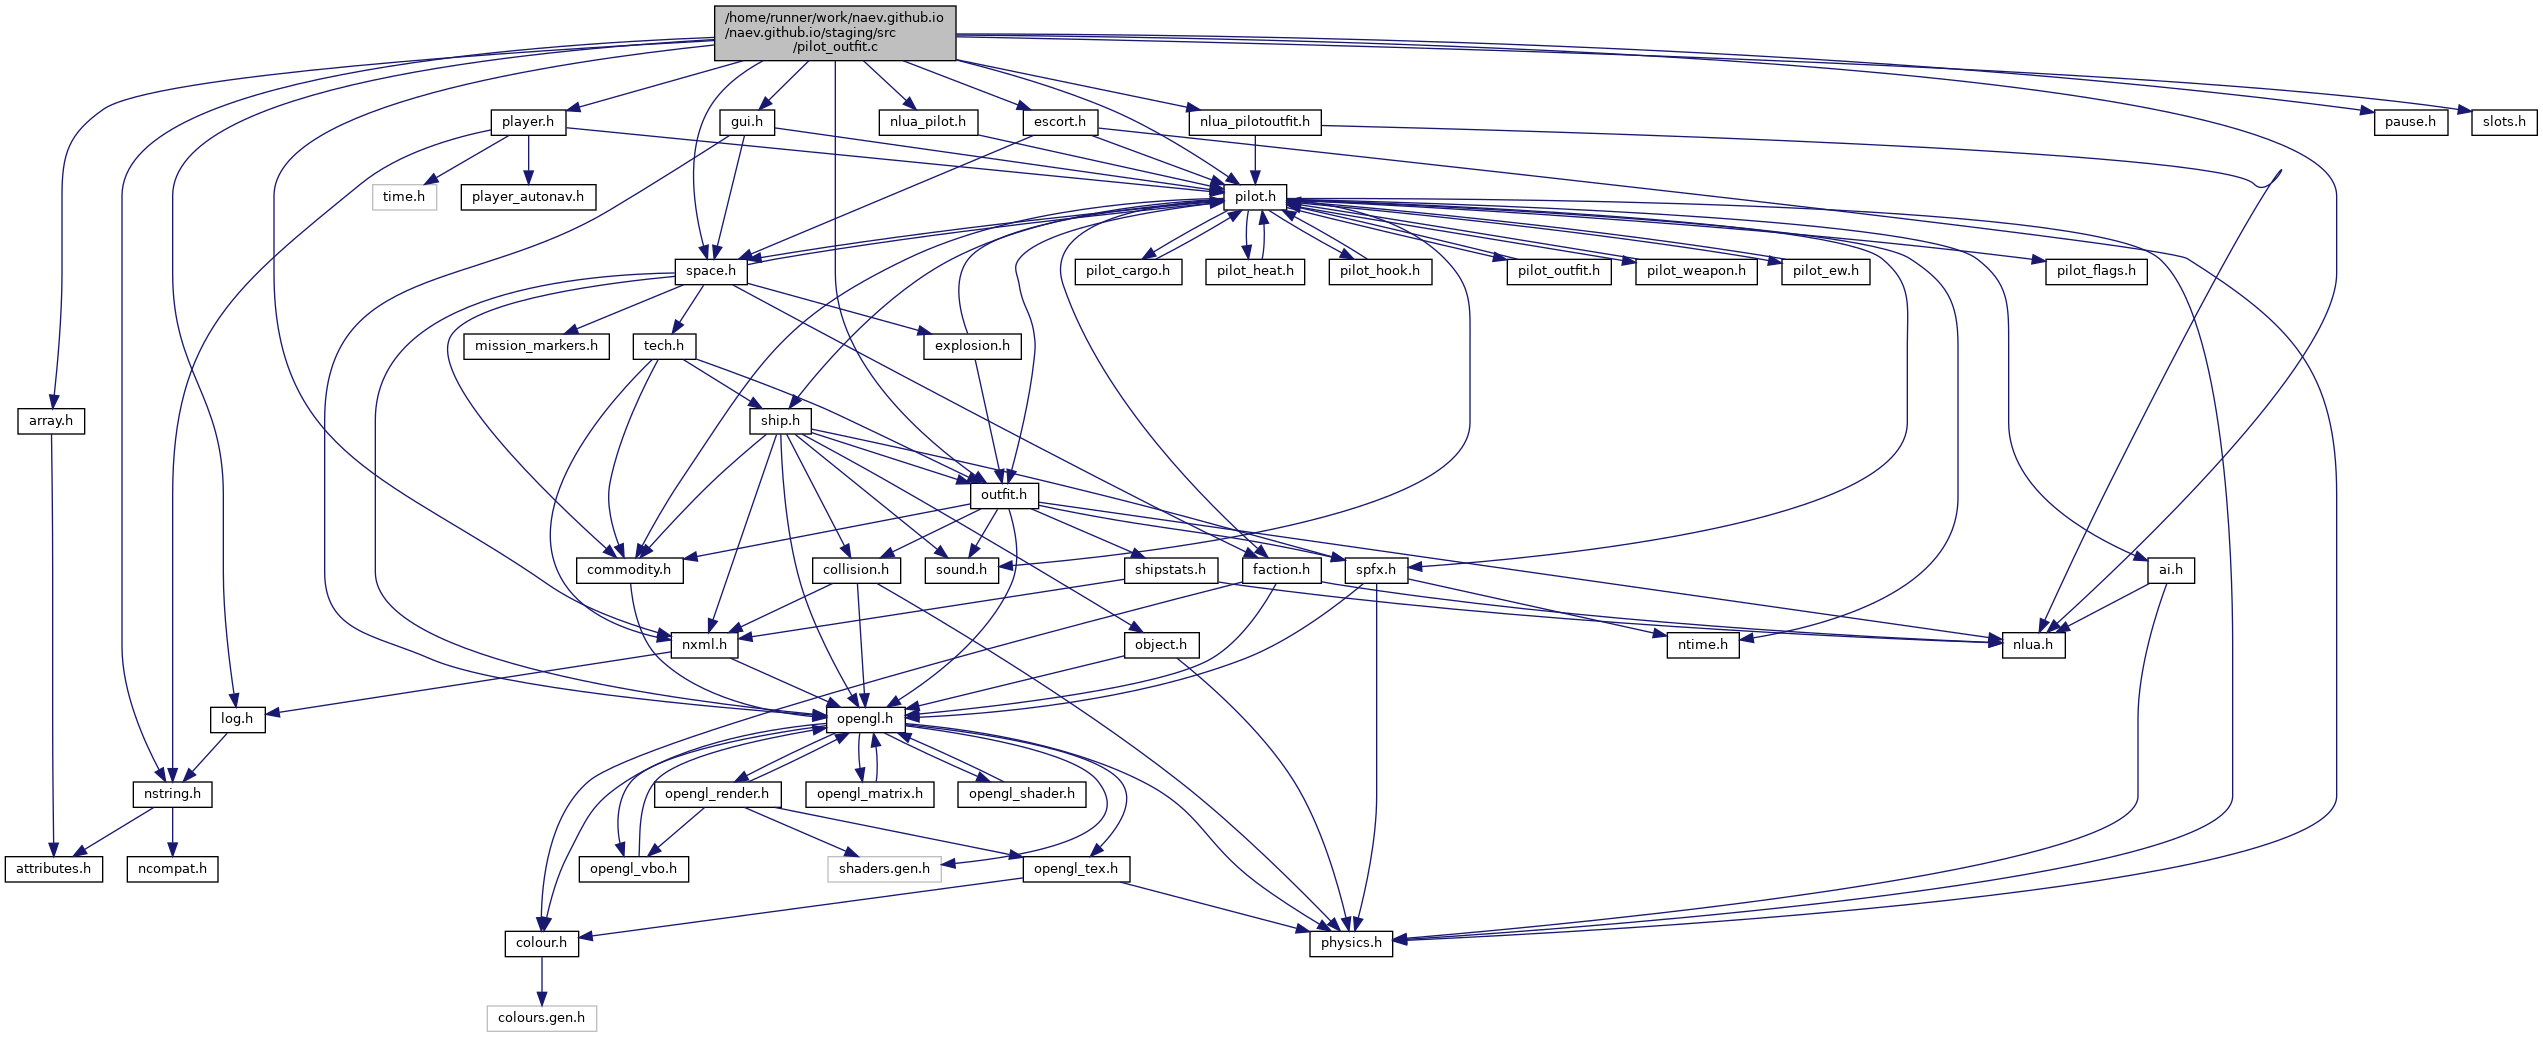 /home/runner/work/naev.github.io
/naev.github.io/staging/src
/pilot_outfit.c
player.h
gui.h
nlua_pilot.h
escort.h
nlua_pilotoutfit.h
pause.h
slots.h
time.h
player_autonav.h
pilot.h
space.h
pilot_cargo.h
pilot_heat.h
pilot_hook.h
pilot_outfit.h
pilot_weapon.h
pilot_ew.h
pilot_flags.h
mission_markers.h
tech.h
explosion.h
array.h
ship.h
outfit.h
commodity.h
collision.h
sound.h
shipstats.h
faction.h
spfx.h
ai.h
nxml.h
object.h
ntime.h
nlua.h
log.h
opengl.h
nstring.h
opengl_render.h
opengl_matrix.h
opengl_shader.h
attributes.h
ncompat.h
opengl_vbo.h
shaders.gen.h
opengl_tex.h
colour.h
physics.h
colours.gen.h